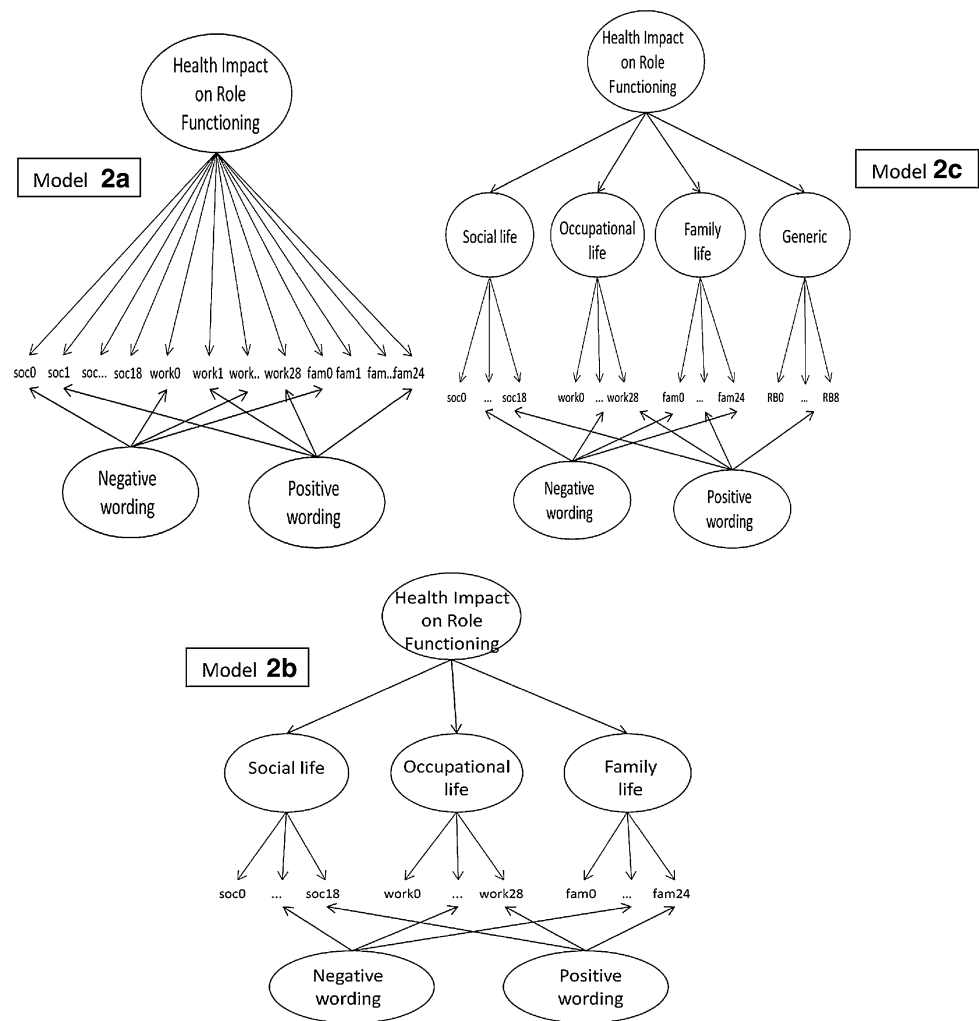 Health Impact
on Role
Functioning
Model 2a
soc0 soc1 soc... soc18 work0 work1 work.. work28 fam0 fam1 fam...fam24
Negative
wording
Positive
wording
Health Impact
on Role
Functioning
Model 2c
Social life
Occupational
life
Family
life
Generic
soc0 ... soc18 work0 ... work28 fam0 ... fam24 RB0 ... RB8
Negative
wording
Positive
wording
Health Impact
on Role
Functioning
Model 2b
Social life
Occupational
life
Family
life
soc0 ... soc18 work0 ... work28 fam0 ... fam24
Negative
wording
Positive
wording